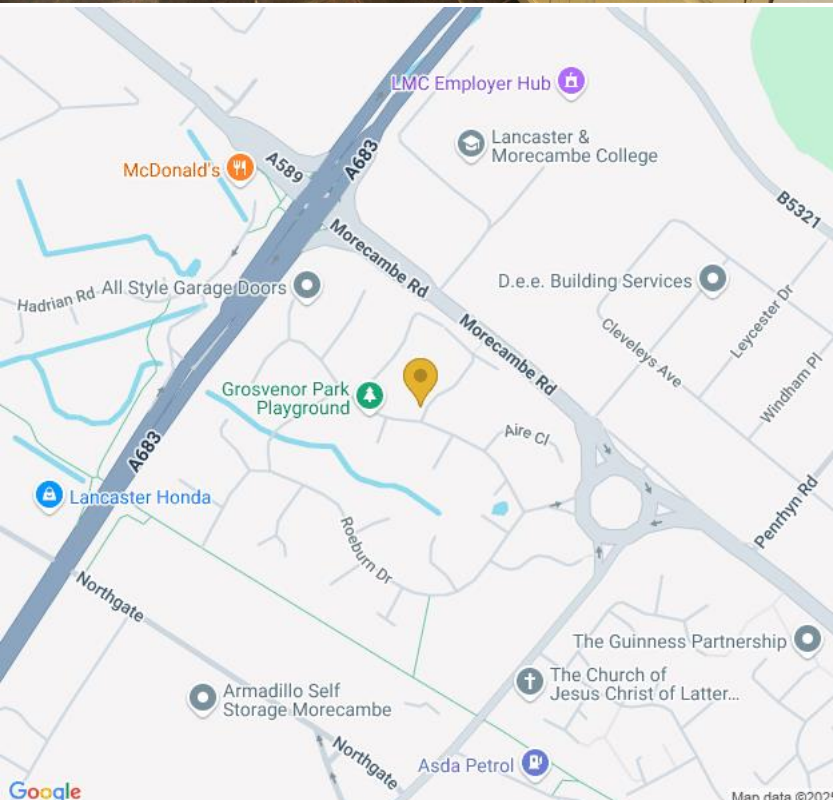 LMC Employer Hub
Lancaster &
Morecambe College
McDonald's
A589
A683
B5321
Morecambe Rd
Hadrian Rd
All Style Garage Doors
D.e.e. Building Services
Leycester Dr
Morecambe Rd
Cleveleys Ave
Windham Pl
Grosvenor Park
Playground
Aire Cl
A683
Lancaster Honda
Penrhyn Rd
Roeburn Dr
Northgate
The Guinness Partnership
The Church of
Jesus Christ of Latter...
Armadillo Self
Storage Morecambe
Northgate
Asda Petrol
Google
Map data ©2025